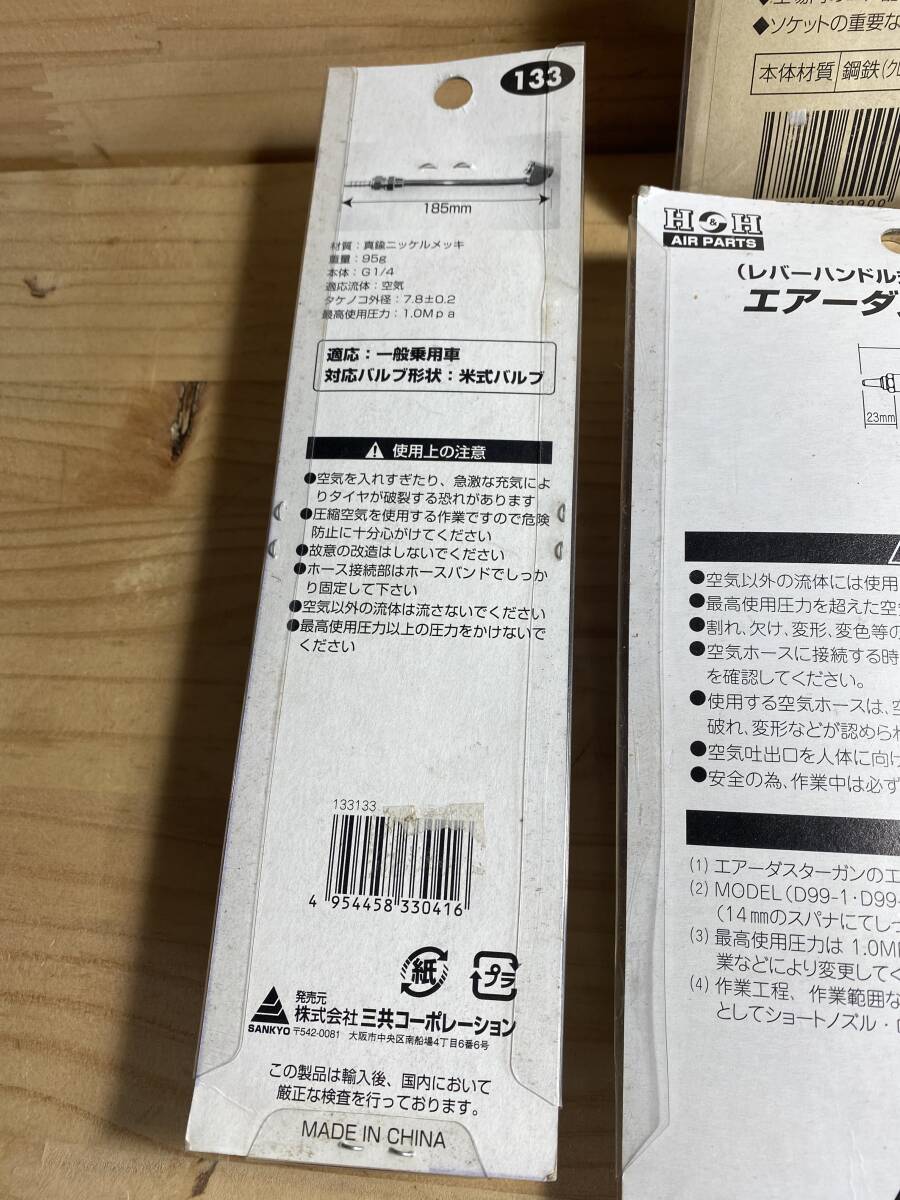 133
185mm
材質：真鍮ニッケルメッキ
重量：95g
本体：G1/4
適応流体：空気
タケノコ外径：7.8±0.2
最高使用圧力：1.0Mpa
適応：一般乗用車
対応バルブ形状：米式バルブ
使用上の注意
●空気を入れすぎたり、急激な充気によ
りタイヤが破裂する恐れがあります
●圧縮空気を使用する作業ですので危険
防止に十分心がけてください
●故意の改造はしないでください
●ホース接続部はホースバンドでしっか
り固定して下さい
●空気以外の流体は流さないでください
●最高使用圧力以上の圧力をかけないで
ください
133133
4 954458 330416
紙
プラ
SANKYO
発売元
株式会社三共コーポレーション
〒542-0081 大阪市中央区南船場4丁目6番6号
この製品は輸入後、国内において
厳正な検査を行っております。
MADE IN CHINA
◆ソケットの重要な
本体材質 鋼鉄(クロ
630900
H&H
AIR PARTS
(レバーハンドル
エアーダ
23mm
●空気以外の流体には使用
●最高使用圧力を超えた空
●割れ、欠け、変形、変色等の
●空気ホースに接続する時
を確認してください。
●使用する空気ホースは、空
破れ、変形などが認められ
●空気吐出口を人体に向け
●安全の為、作業中は必ず
(1) エアーダスターガンのエ
(2) MODEL(D99-1・D99-
(14㎜のスパナにてしっ
(3) 最高使用圧力は 1.0M
業などにより変更してく
(4) 作業工程、作業範囲な
としてショートノズル・